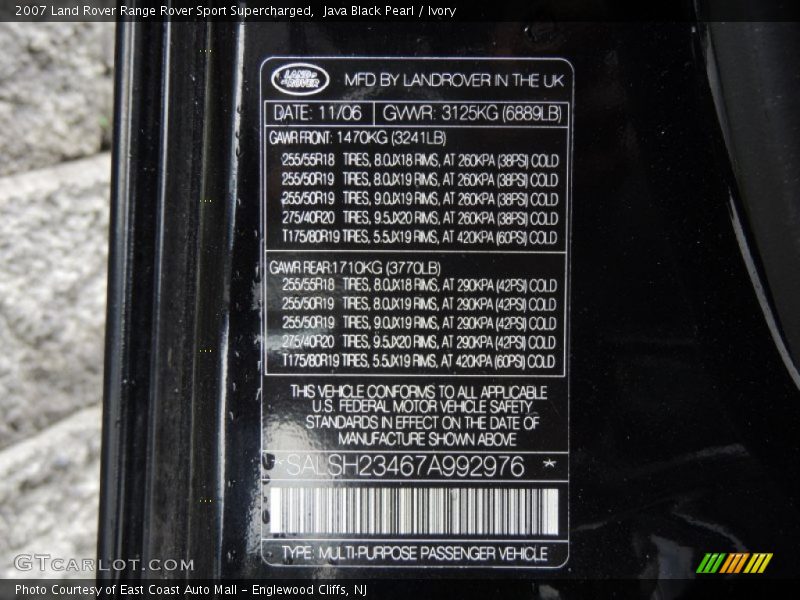 2007 Land Rover Range Rover Sport Supercharged, Java Black Pearl / Ivory
LAND-ROVER
MFD BY LANDROVER IN THE UK
DATE: 11/06 GVWR: 3125KG (6889LB)
GAWR FRONT: 1470KG (3241LB)
255/55R18 TIRES, 8.0JX18 RIMS, AT 260KPA (38PSI) COLD
255/50R19 TIRES, 8.0JX19 RIMS, AT 260KPA (38PSI) COLD
255/50R19 TIRES, 9.0JX19 RIMS, AT 260KPA (38PSI) COLD
275/40R20 TIRES, 9.5JX20 RIMS, AT 260KPA (38PSI) COLD
T175/80R19 TIRES, 5.5JX19 RIMS, AT 420KPA (60PSI) COLD
GAWR REAR:1710KG (3770LB)
255/55R18 TIRES, 8.0JX18 RIMS, AT 290KPA (42PSI) COLD
255/50R19 TIRES, 8.0JX19 RIMS, AT 290KPA (42PSI) COLD
255/50R19 TIRES, 9.0JX19 RIMS, AT 290KPA (42PSI) COLD
275/40R20 TIRES, 9.5JX20 RIMS, AT 290KPA (42PSI) COLD
T175/80R19 TIRES, 5.5JX19 RIMS, AT 420KPA (60PSI) COLD
THIS VEHICLE CONFORMS TO ALL APPLICABLE
U.S. FEDERAL MOTOR VEHICLE SAFETY
STANDARDS IN EFFECT ON THE DATE OF
MANUFACTURE SHOWN ABOVE
*SALSH23467A992976 *
TYPE: MULTI-PURPOSE PASSENGER VEHICLE
GTCARLOT.COM
Photo Courtesy of East Coast Auto Mall - Englewood Cliffs, NJ